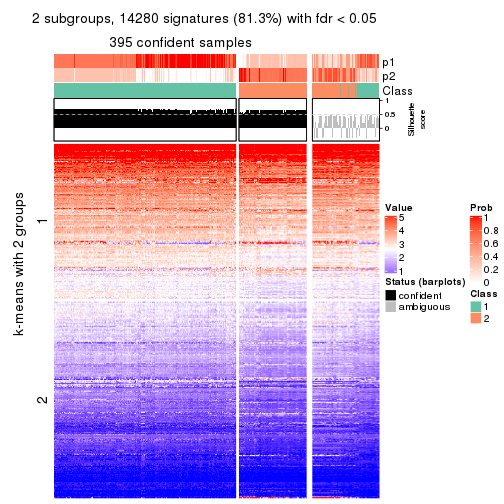 2 subgroups, 14280 signatures (81.3%) with fdr < 0.05
395 confident samples
p1
p2
Class
1
0.5
0
Silhouette
score
k-means with 2 groups
1
2
Value
5
4
3
2
1
Prob
1
0.8
0.6
0.4
0.2
0
Status (barplots)
confident
ambiguous
Class
1
2